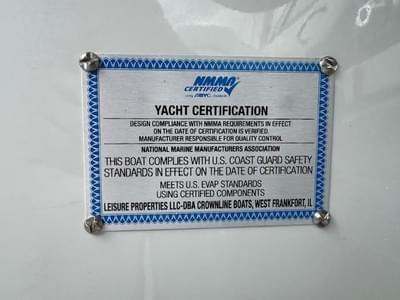 NMMA
CERTIFIED
using ABYC standards
YACHT CERTIFICATION
DESIGN COMPLIANCE WITH NMMA REQUIREMENTS IN EFFECT
ON THE DATE OF CERTIFICATION IS VERIFIED.
MANUFACTURER RESPONSIBLE FOR QUALITY CONTROL
NATIONAL MARINE MANUFACTURERS ASSOCIATION
THIS BOAT COMPLIES WITH U.S. COAST GUARD SAFETY
STANDARDS IN EFFECT ON THE DATE OF CERTIFICATION
MEETS U.S. EVAP STANDARDS
USING CERTIFIED COMPONENTS
LEISURE PROPERTIES LLC-DBA CROWNLINE BOATS, WEST FRANKFORT, IL